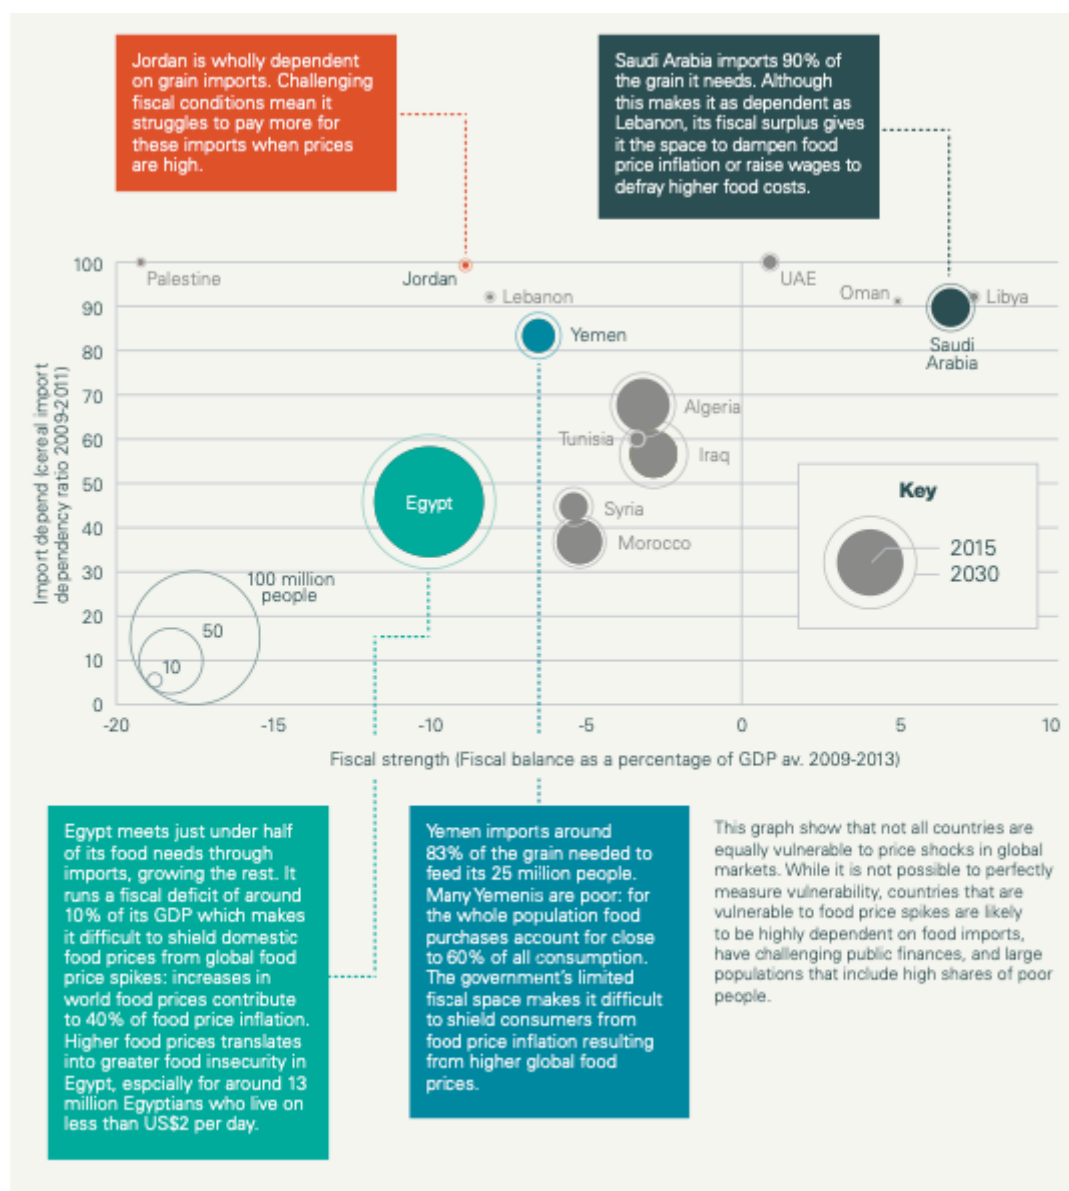 Jordan is wholly dependent
on grain imports. Challenging
fiscal conditions mean it
struggles to pay more for
these imports when prices
are high.
Saudi Arabia imports 90% of
the grain it needs. Although
this makes it as dependent as
Lebanon, its fiscal surplus gives
it the space to dampen food
price inflation or raise wages to
defray higher food costs.
Import depend Icereal import
dependency ratio 2009-2011)
100
90
80
70
60
50
40
30
20
10
0
Palestine
Jordan
Lebanon
Yemen
UAE
Oman
Libya
Saudi
Arabia
Algeria
Tunisia
Iraq
Egypt
Syria
Morocco
100 million
people
50
10
Key
2015
2030
-20
-15
-10
-5
0
5
10
Fiscal strength (Fiscal balance as a percentage of GDP av. 2009-2013)
Egypt meets just under half
of its food needs through
imports, growing the rest. It
runs a fiscal deficit of around
10% of its GDP which makes
it difficult to shield domestic
food prices from global food
price spikes: increases in
world food prices contribute
to 40% of food price inflation.
Higher food prices translates
into greater food insecurity in
Egypt, espcially for around 13
million Egyptians who live on
less than US$2 per day.
Yemen imports around
83% of the grain needed to
feed its 25 million people.
Many Yemenis are poor: for
the whole population food
purchases account for close
to 60% of all consumption.
The government's limited
fiscal space makes it difficult
to shield consumers from
food price inflation resulting
from higher global food
prices.
This graph show that not all countries are
equally vulnerable to price shocks in global
markets. While it is not possible to perfectly
measure vulnerability, countries that are
vulnerable to food price spikes are likely
to be highly dependent on food imports,
have challenging public finances, and large
populations that include high shares of poor
people.